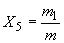 X₅ = m₁/m